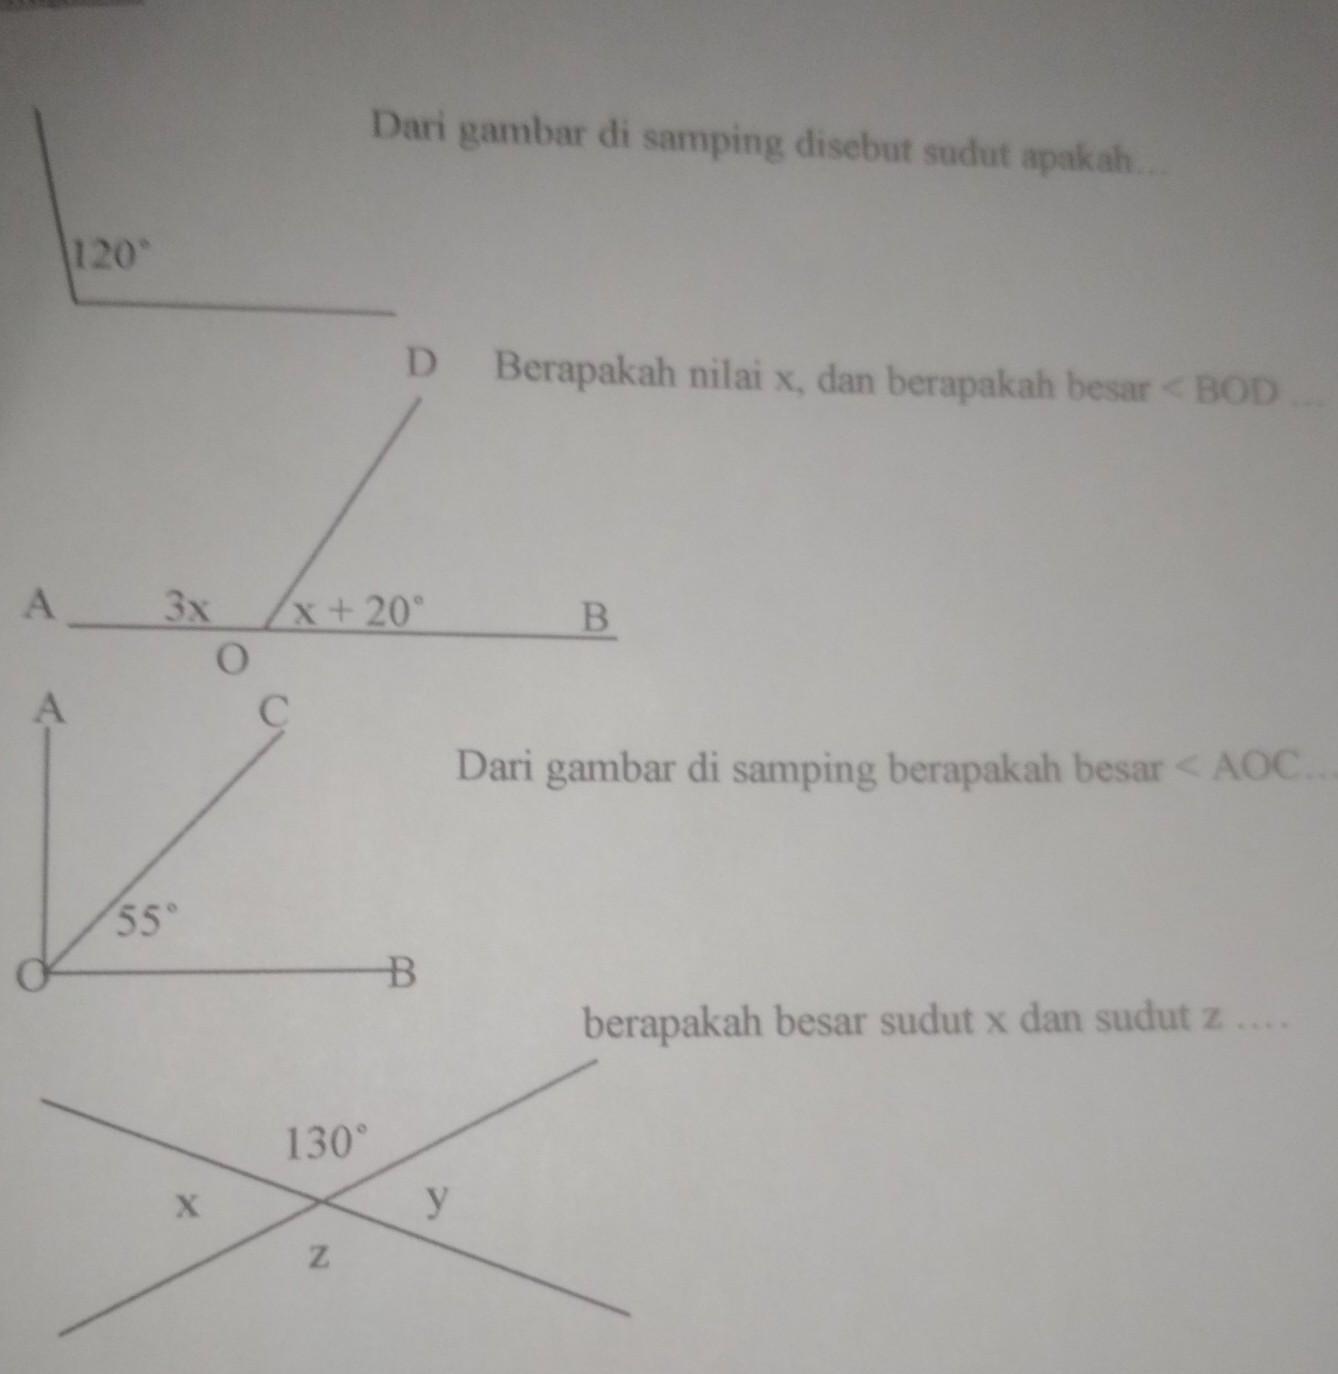 Dari gambar di samping disebut sudut apakah...
120°
D
Berapakah nilai x, dan berapakah besar < BOD ...
A
3x
x + 20°
B
O
A
C
Dari gambar di samping berapakah besar < AOC...
55°
O
B
berapakah besar sudut x dan sudut z ....
130°
x
y
z